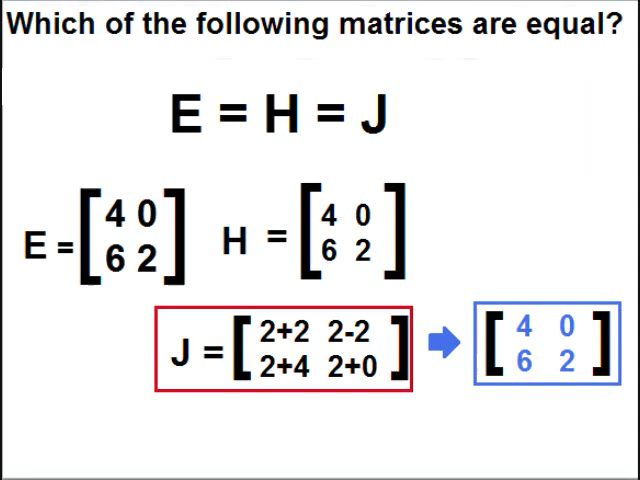 Which of the following matrices are equal?
E = H = J
E = [4 0
6 2]
H = [4 0
6 2]
J = [2+2 2-2
2+4 2+0]
[4 0
6 2]